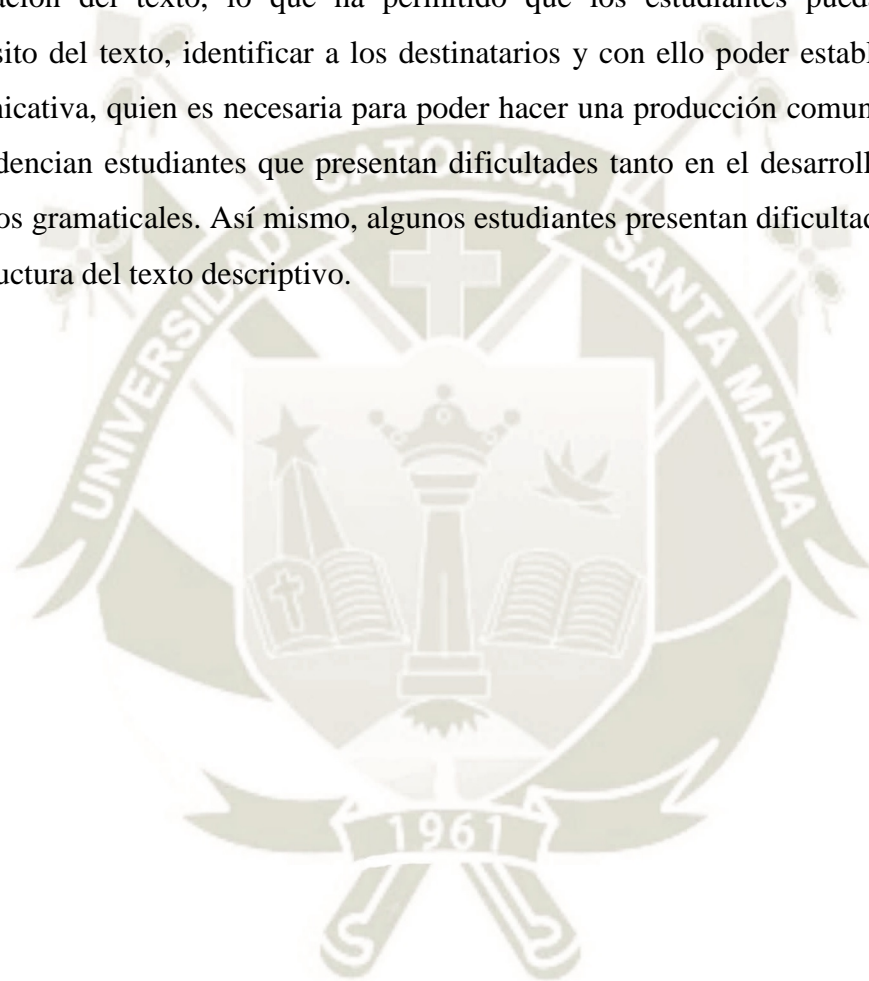 ación del texto, lo que ha permitido que los estudiantes pueda
sito del texto, identificar a los destinatarios y con ello poder establ
nicativa, quien es necesaria para poder hacer una producción comun
dencian estudiantes que presentan dificultades tanto en el desarroll
os gramaticales. Así mismo, algunos estudiantes presentan dificultad
uctura del texto descriptivo.
UNIVERSIDAD CATOLICA SANTA MARIA
1961